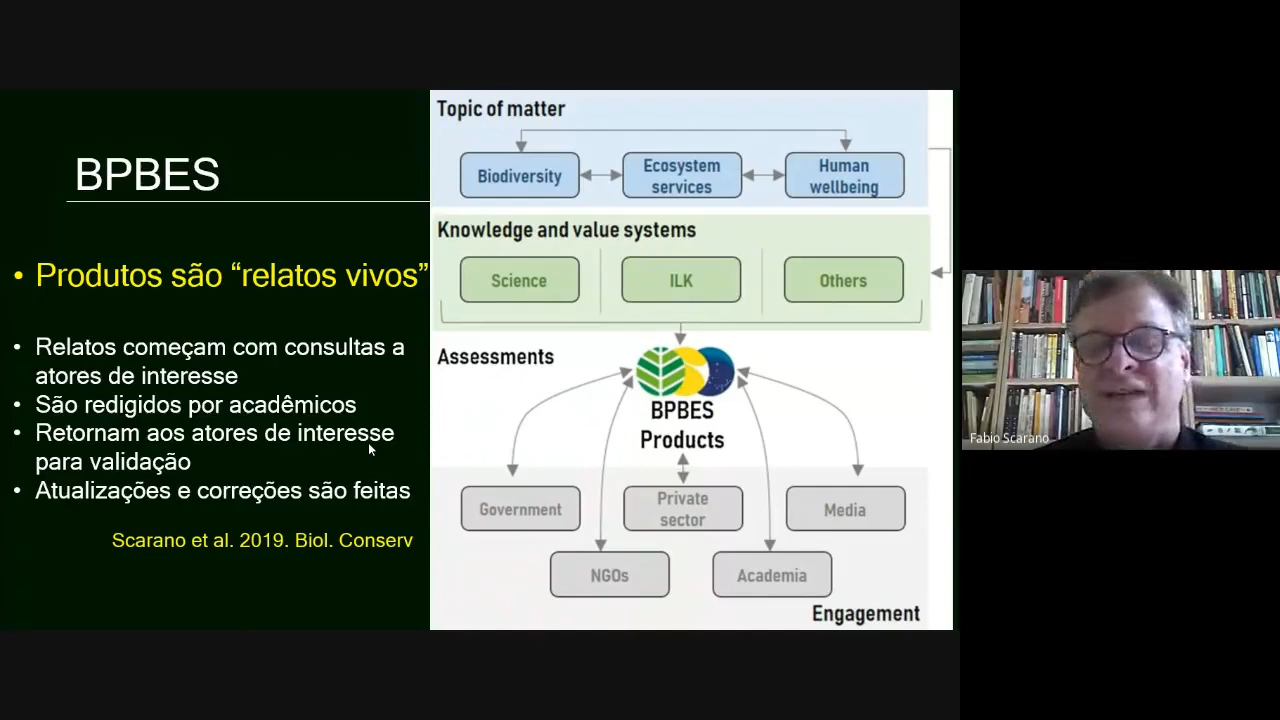 BPBES
• Produtos são “relatos vivos”
• Relatos começam com consultas a
atores de interesse
• São redigidos por acadêmicos
• Retornam aos atores de interesse
para validação
• Atualizações e correções são feitas
Scarano et al. 2019. Biol. Conserv
Topic of matter
Biodiversity
Ecosystem
services
Human
wellbeing
Knowledge and value systems
Science
ILK
Others
Assessments
BPBES
Products
Government
Private
sector
Media
NGOs
Academia
Engagement
Fabio Scarano